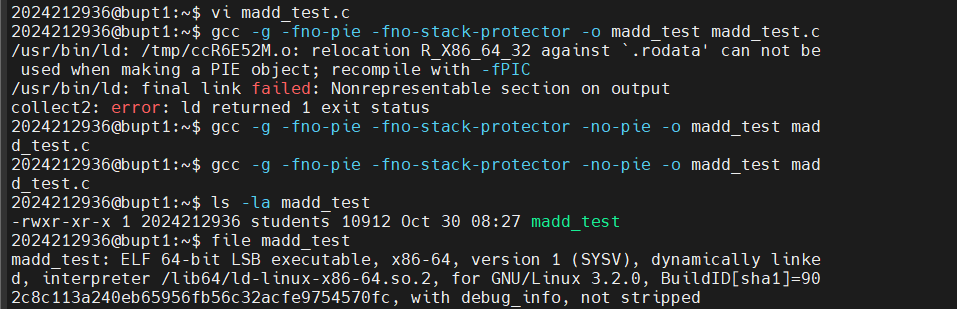 2024212936@bupt1:~$ vi madd_test.c
2024212936@bupt1:~$ gcc -g -fno-pie -fno-stack-protector -o madd_test madd_test.c
/usr/bin/ld: /tmp/ccR6E52M.o: relocation R_X86_64_32 against `.rodata' can not be
 used when making a PIE object; recompile with -fPIC
/usr/bin/ld: final link failed: Nonrepresentable section on output
collect2: error: ld returned 1 exit status
2024212936@bupt1:~$ gcc -g -fno-pie -fno-stack-protector -no-pie -o madd_test mad
d_test.c
2024212936@bupt1:~$ gcc -g -fno-pie -fno-stack-protector -no-pie -o madd_test mad
d_test.c
2024212936@bupt1:~$ ls -la madd_test
-rwxr-xr-x 1 2024212936 students 10912 Oct 30 08:27 madd_test
2024212936@bupt1:~$ file madd_test
madd_test: ELF 64-bit LSB executable, x86-64, version 1 (SYSV), dynamically linke
d, interpreter /lib64/ld-linux-x86-64.so.2, for GNU/Linux 3.2.0, BuildID[sha1]=90
2c8c113a240eb65956fb56c32acfe9754570fc, with debug_info, not stripped